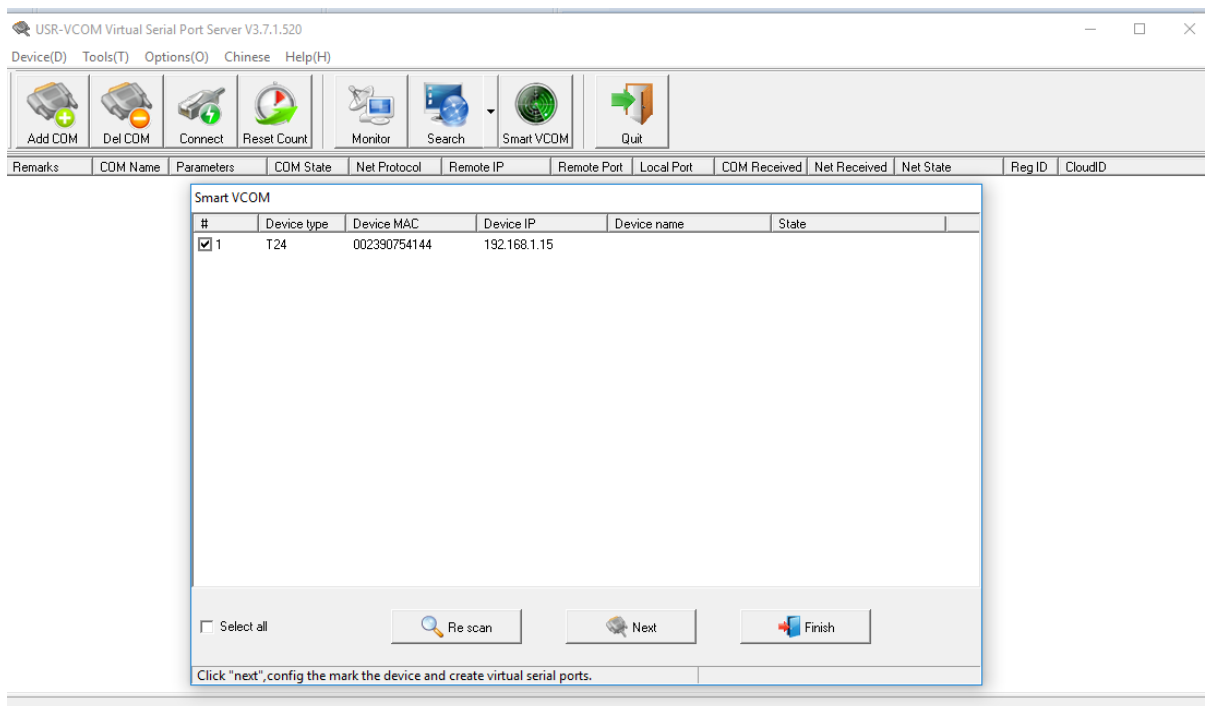 USR-VCOM Virtual Serial Port Server V3.7.1.520
Device(D) Tools(T) Options(O) Chinese Help(H)
Add COM Del COM Connect Reset Count Monitor Search Smart VCOM Quit
Remarks COM Name Parameters COM State Net Protocol Remote IP Remote Port Local Port COM Received Net Received Net State Reg ID CloudID
Smart VCOM
# Device type Device MAC Device IP Device name State
1 T24 002390754144 192.168.1.15
Select all Re scan Next Finish
Click "next",config the mark the device and create virtual serial ports.